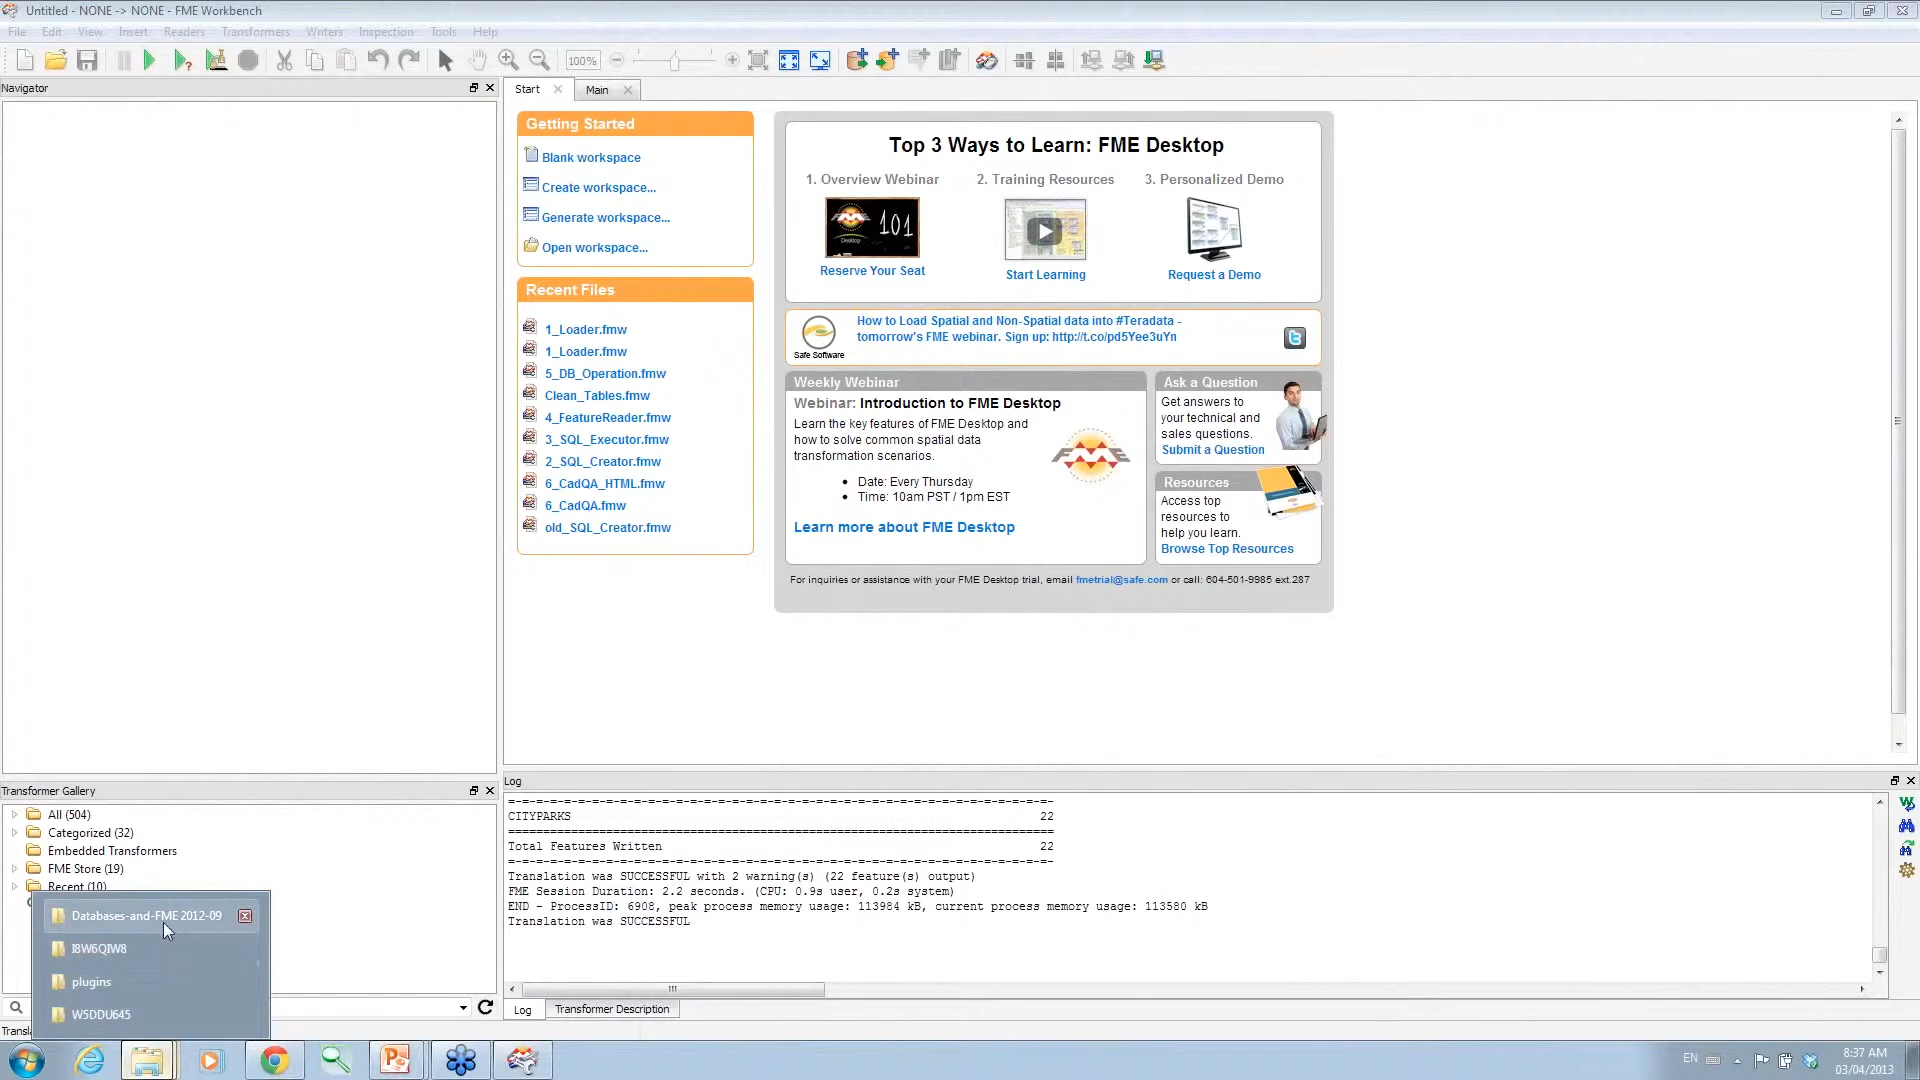 Untitled - NONE -> NONE - FME Workbench
File Edit View Insert Readers Transformers Writers Inspection Tools Help
100%
Navigator
Start
Main
Getting Started
Blank workspace
Create workspace...
Generate workspace...
Open workspace...
Recent Files
1_Loader.fmw
1_Loader.fmw
5_DB_Operation.fmw
Clean_Tables.fmw
4_FeatureReader.fmw
3_SQL_Executor.fmw
2_SQL_Creator.fmw
6_CadQA_HTML.fmw
6_CadQA.fmw
old_SQL_Creator.fmw
Top 3 Ways to Learn: FME Desktop
1. Overview Webinar
2. Training Resources
3. Personalized Demo
101
Desktop
Reserve Your Seat
Start Learning
Request a Demo
Safe Software
How to Load Spatial and Non-Spatial data into #Teradata -
tomorrow's FME webinar. Sign up: http://t.co/pd5Yee3uYn
Weekly Webinar
Webinar: Introduction to FME Desktop
Learn the key features of FME Desktop and
how to solve common spatial data
transformation scenarios.
Date: Every Thursday
Time: 10am PST / 1pm EST
Learn more about FME Desktop
FME
Ask a Question
Get answers to
your technical and
sales questions.
Submit a Question
Resources
Access top
resources to
help you learn.
Browse Top Resources
For inquiries or assistance with your FME Desktop trial, email fmetrial@safe.com or call: 604-501-9985 ext.287
Transformer Gallery
All (504)
Categorized (32)
Embedded Transformers
FME Store (19)
Recent (10)
Databases-and-FME 2012-09
I8W6QIW8
plugins
W5DDU645
Transl
Log
=-=-=-=-=-=-=-=-=-=-=-=-=-=-=-=-=-=-=-=-=-=-=-=-=-=-=-=-=-=-=-=-=-=-=-=-=-=-
CITYPARKS 22
==============================================================================
Total Features Written 22
=-=-=-=-=-=-=-=-=-=-=-=-=-=-=-=-=-=-=-=-=-=-=-=-=-=-=-=-=-=-=-=-=-=-=-=-=-=-
Translation was SUCCESSFUL with 2 warning(s) (22 feature(s) output)
FME Session Duration: 2.2 seconds. (CPU: 0.9s user, 0.2s system)
END - ProcessID: 6908, peak process memory usage: 113984 kB, current process memory usage: 113580 kB
Translation was SUCCESSFUL
Log
Transformer Description
EN
8:37 AM
03/04/2013